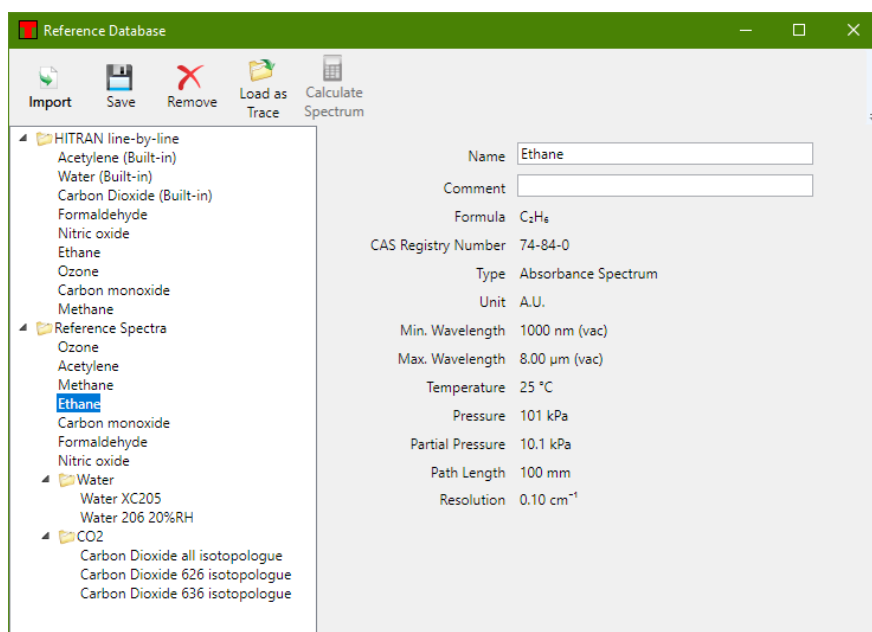 Reference Database
Import
Save
Remove
Load as
Trace
Calculate
Spectrum
HITRAN line-by-line
Acetylene (Built-in)
Water (Built-in)
Carbon Dioxide (Built-in)
Formaldehyde
Nitric oxide
Ethane
Ozone
Carbon monoxide
Methane
Reference Spectra
Ozone
Acetylene
Methane
Ethane
Carbon monoxide
Formaldehyde
Nitric oxide
Water
Water XC205
Water 206 20%RH
CO2
Carbon Dioxide all isotopologue
Carbon Dioxide 626 isotopologue
Carbon Dioxide 636 isotopologue
Name Ethane
Comment
Formula C₂H₆
CAS Registry Number 74-84-0
Type Absorbance Spectrum
Unit A.U.
Min. Wavelength 1000 nm (vac)
Max. Wavelength 8.00 µm (vac)
Temperature 25 °C
Pressure 101 kPa
Partial Pressure 10.1 kPa
Path Length 100 mm
Resolution 0.10 cm⁻¹